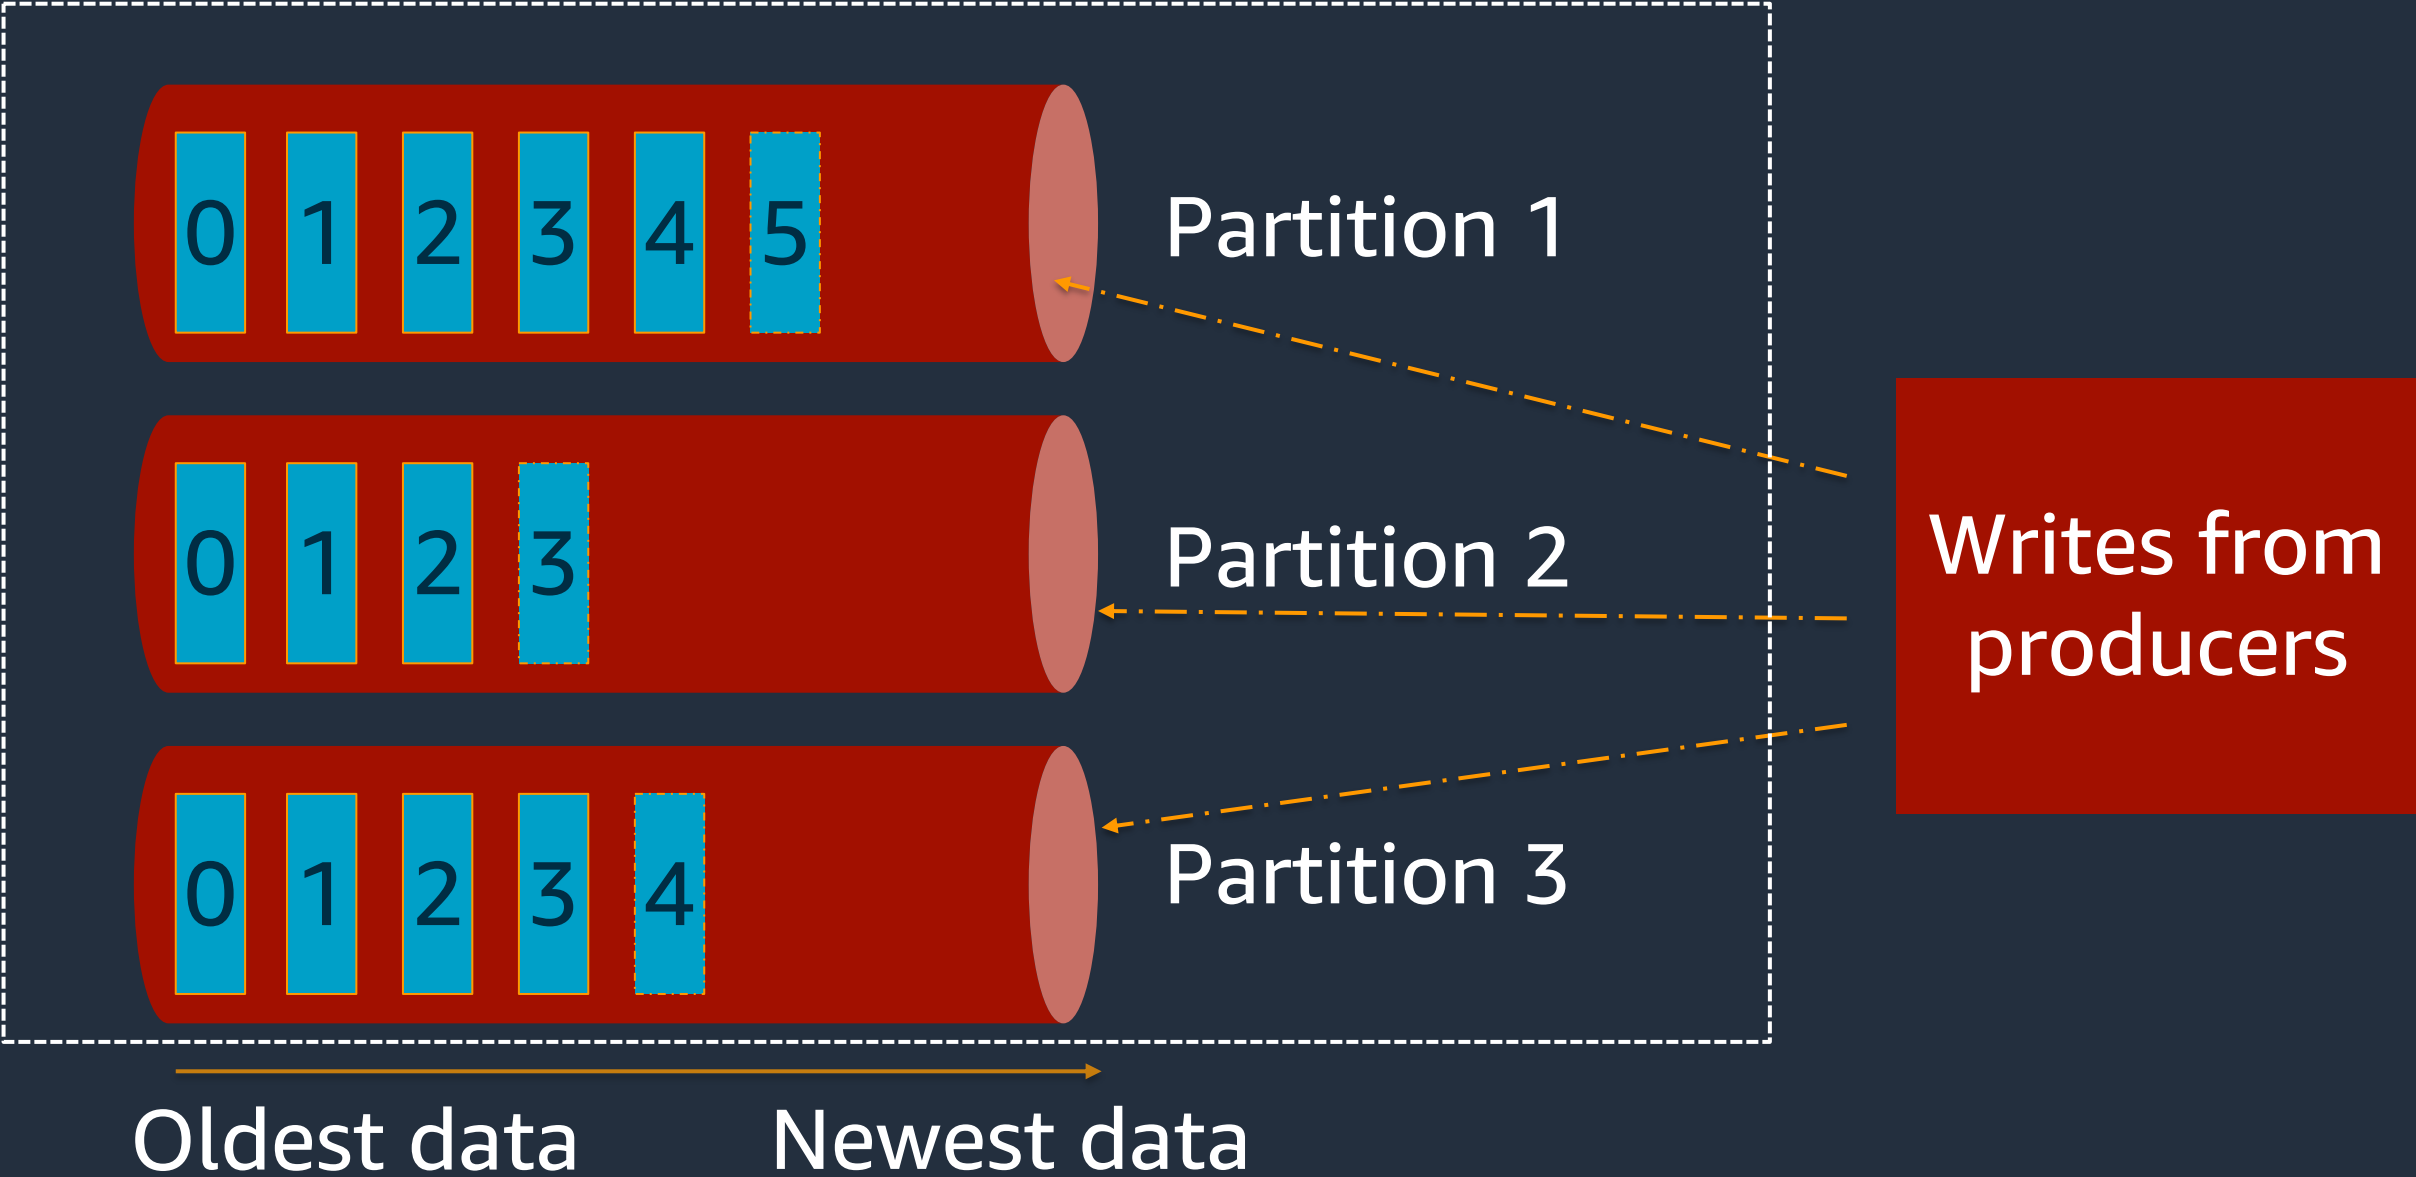 0 1 2 3 4 5
Partition 1
0 1 2 3
Partition 2
0 1 2 3 4
Partition 3
Writes from
producers
Oldest data
Newest data